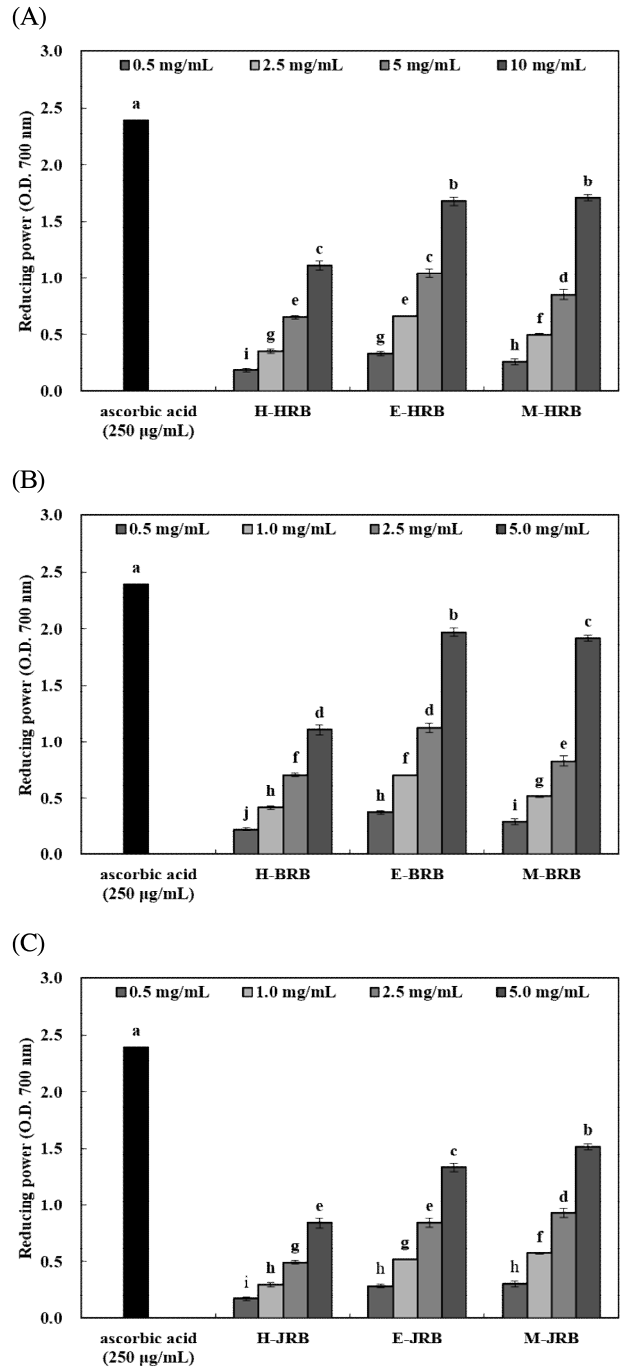 (A)
0.5 mg/mL 2.5 mg/mL 5 mg/mL 10 mg/mL
Reducing power (O.D. 700 nm)
3.0
2.5
2.0
1.5
1.0
0.5
0.0
a
i g e c
g e c b
h f d b
ascorbic acid H-HRB E-HRB M-HRB
(250 μg/mL)
(B)
0.5 mg/mL 1.0 mg/mL 2.5 mg/mL 5.0 mg/mL
Reducing power (O.D. 700 nm)
3.0
2.5
2.0
1.5
1.0
0.5
0.0
a
j h f d
h f d b
i g e c
ascorbic acid H-BRB E-BRB M-BRB
(250 μg/mL)
(C)
0.5 mg/mL 1.0 mg/mL 2.5 mg/mL 5.0 mg/mL
Reducing power (O.D. 700 nm)
3.0
2.5
2.0
1.5
1.0
0.5
0.0
a
i h g e
h g e c
h f d b
ascorbic acid H-JRB E-JRB M-JRB
(250 μg/mL)